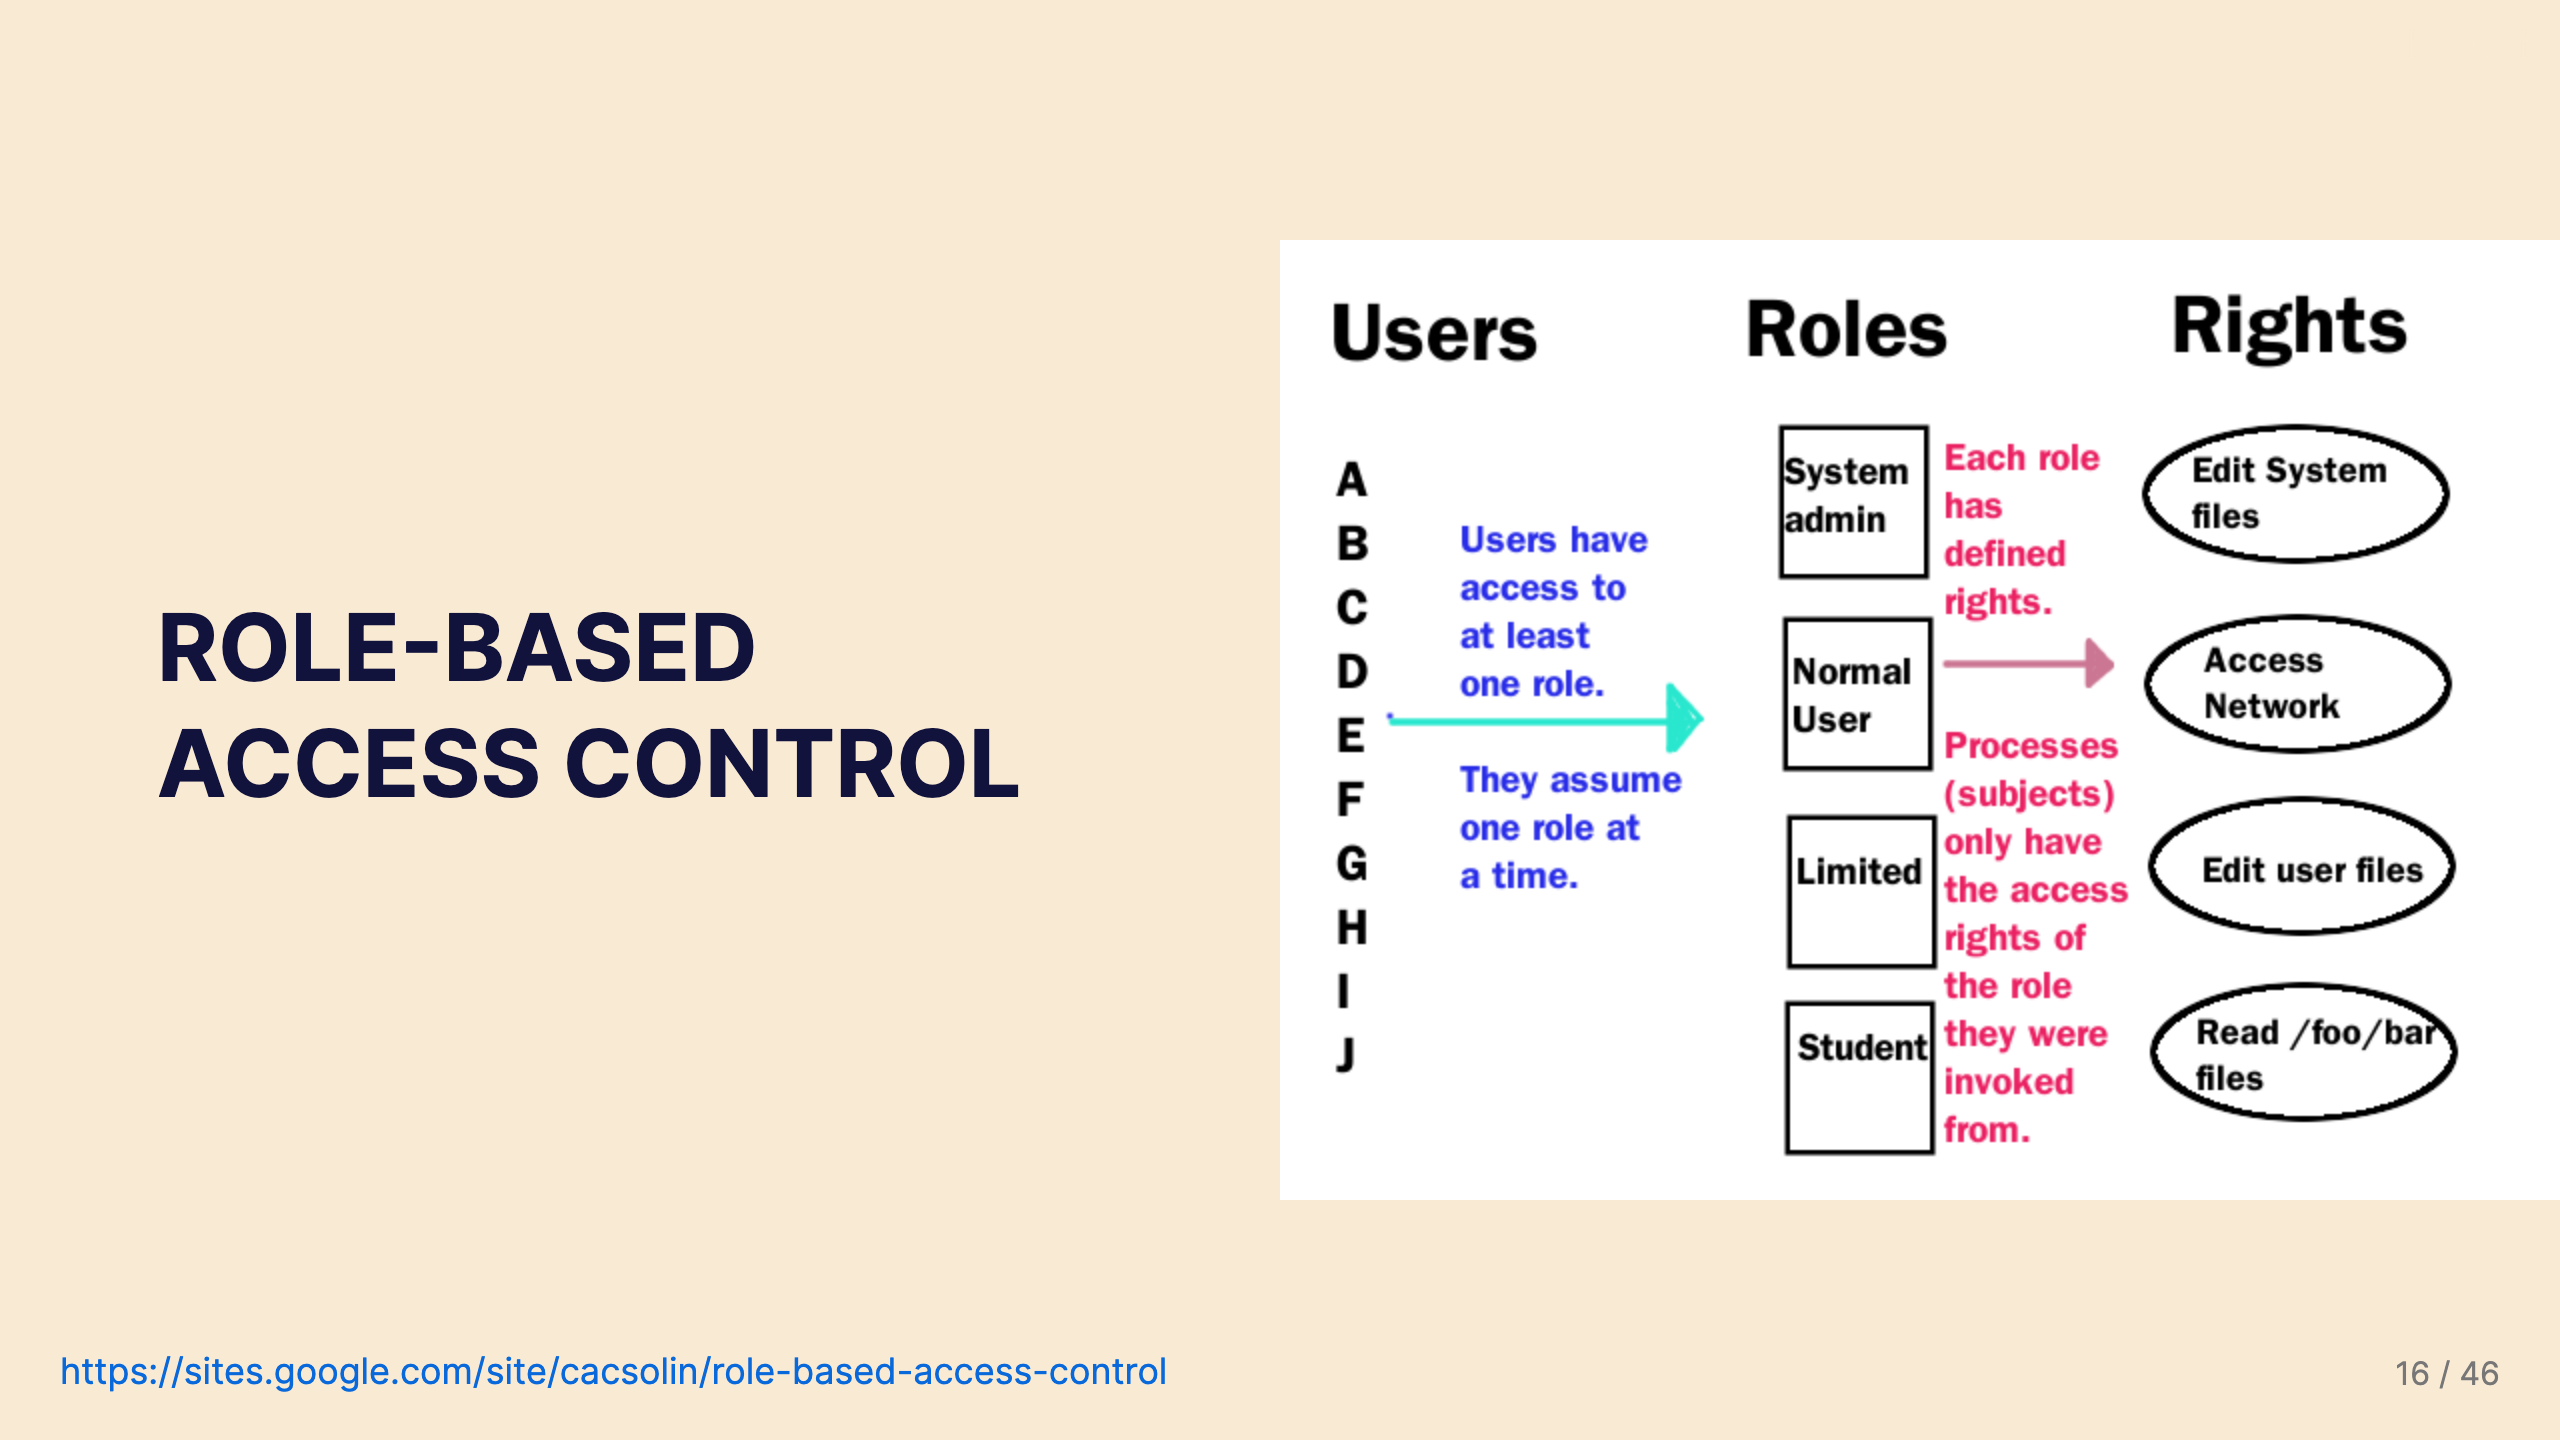 ROLE-BASED
ACCESS CONTROL
Users
A
B
C
D
E
F
G
H
I
J
Users have
access to
at least
one role.
They assume
one role at
a time.
Roles
System
admin
Normal
User
Limited
Student
Each role
has
defined
rights.
Processes
(subjects)
only have
the access
rights of
the role
they were
invoked
from.
Rights
Edit System
files
Access
Network
Edit user files
Read /foo/bar
files
https://sites.google.com/site/cacsolin/role-based-access-control
16 / 46